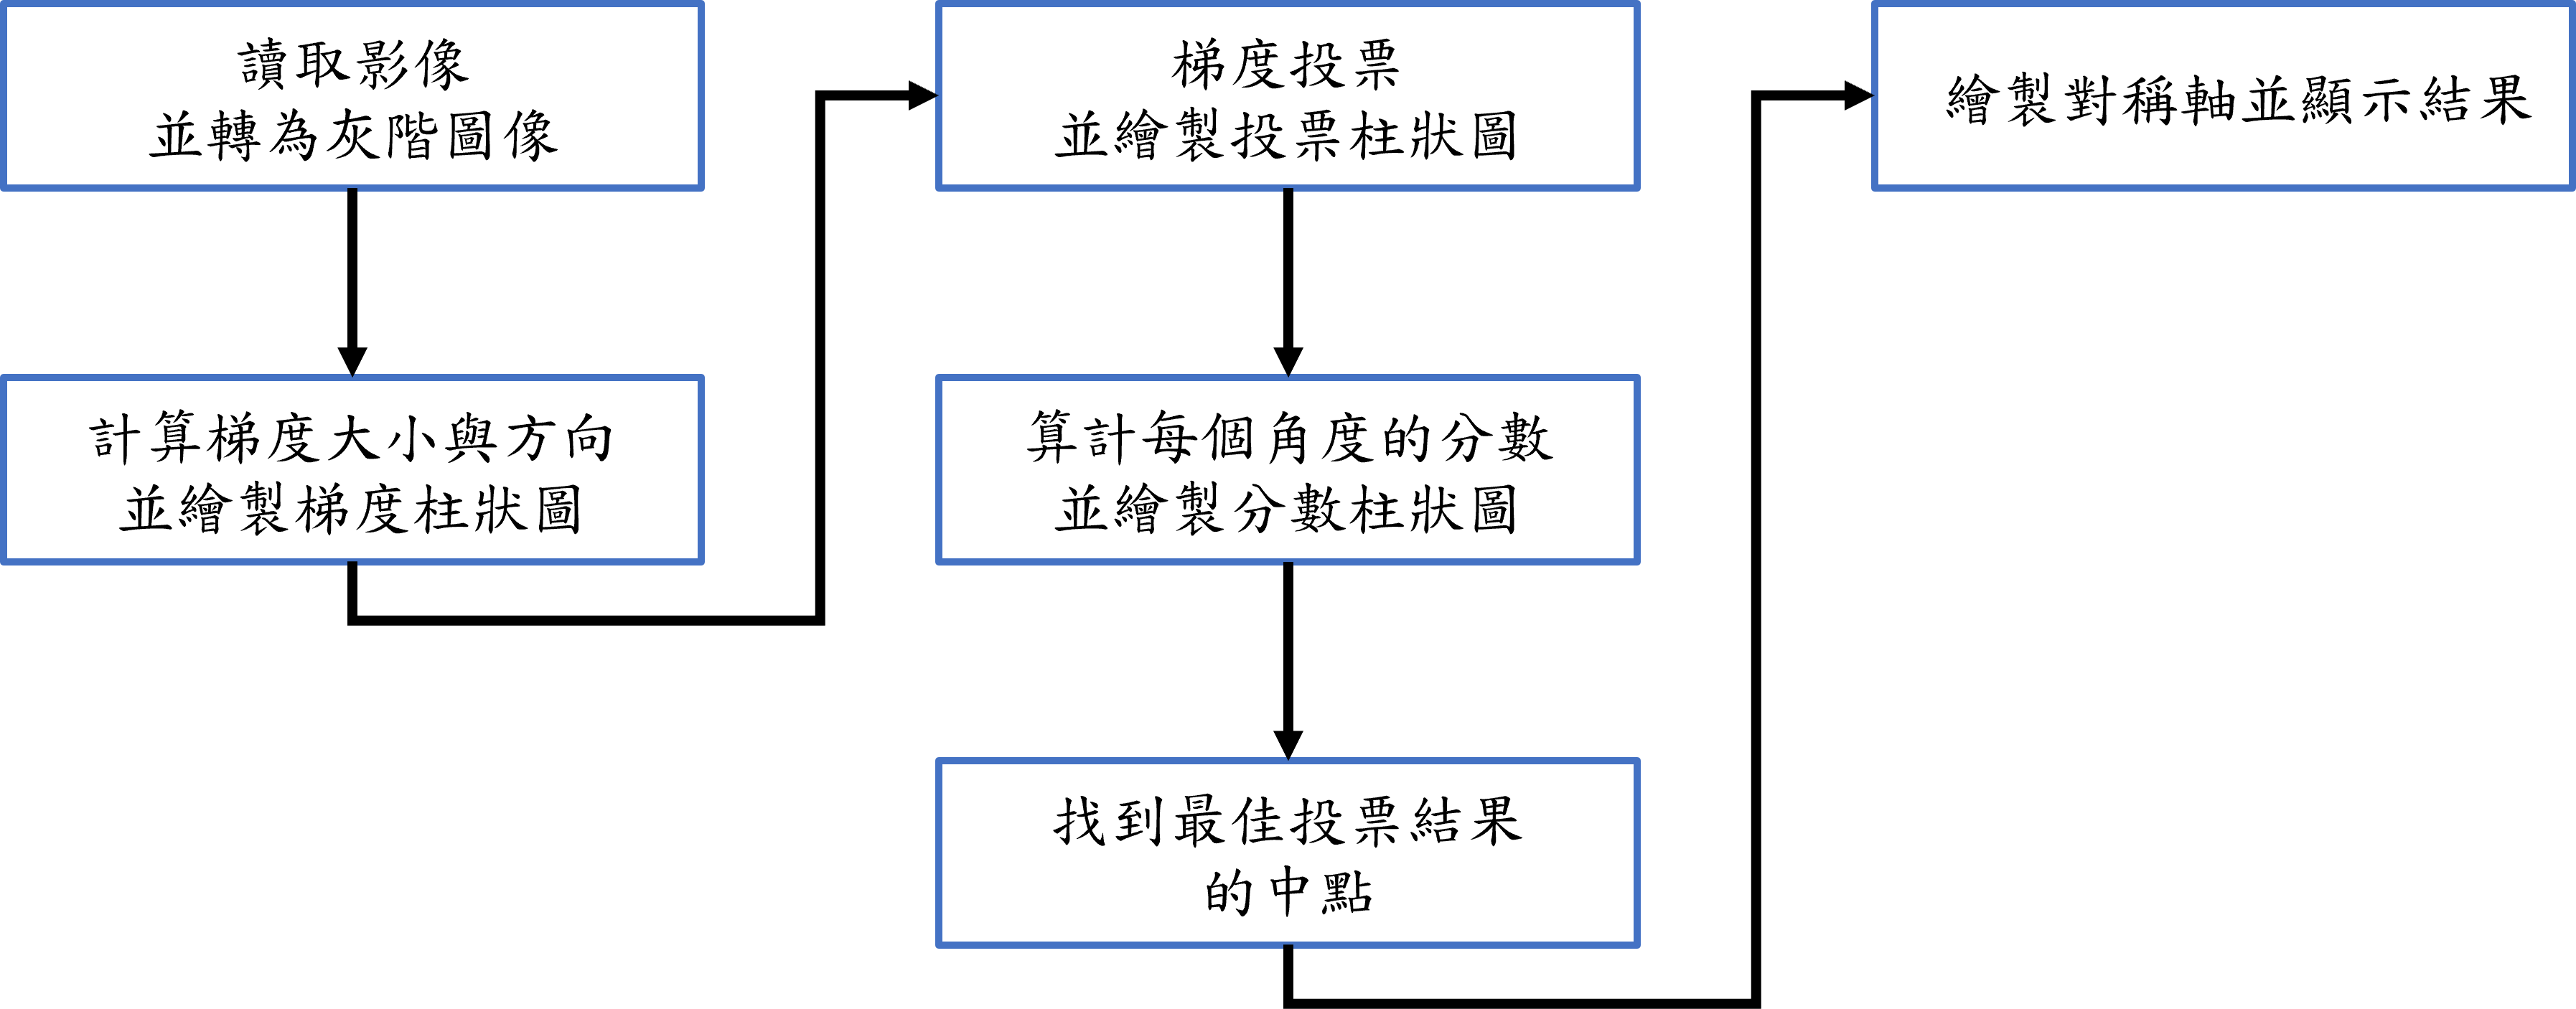 讀取影像
並轉為灰階圖像
計算梯度大小與方向
並繪製梯度柱狀圖
梯度投票
並繪製投票柱狀圖
算計每個角度的分數
並繪製分數柱狀圖
找到最佳投票結果
的中點
繪製對稱軸並顯示結果